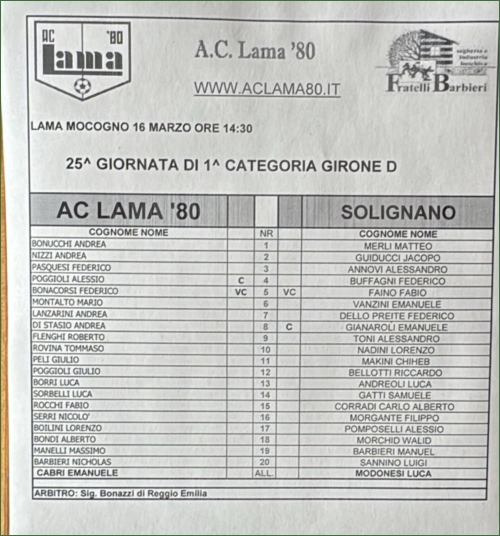 AC '80
Lama
A.C. Lama '80
WWW.ACLAMA80.IT
Segheria e
Industria
boschiva
Fratelli Barbieri
LAMA MOCOGNO 16 MARZO ORE 14:30
25^ GIORNATA DI 1^ CATEGORIA GIRONE D
AC LAMA '80 SOLIGNANO
COGNOME NOME NR COGNOME NOME
BONUCCHI ANDREA 1 MERLI MATTEO
NIZZI ANDREA 2 GUIDUCCI JACOPO
PASQUESI FEDERICO 3 ANNOVI ALESSANDRO
POGGIOLI ALESSIO C 4 BUFFAGNI FEDERICO
BONACORSI FEDERICO VC 5 VC FAINO FABIO
MONTALTO MARIO 6 VANZINI EMANUELE
LANZARINI ANDREA 7 DELLO PREITE FEDERICO
DI STASIO ANDREA 8 C GIANAROLI EMANUELE
FLENGHI ROBERTO 9 TONI ALESSANDRO
ROVINA TOMMASO 10 NADINI LORENZO
PELI GIULIO 11 MAKINI CHIHEB
POGGIOLI GIULIO 12 BELLOTTI RICCARDO
BORRI LUCA 13 ANDREOLI LUCA
SORBELLI LUCA 14 GATTI SAMUELE
ROCCHI FABIO 15 CORRADI CARLO ALBERTO
SERRI NICOLO' 16 MORGANTE FILIPPO
BOILINI LORENZO 17 POMPOSELLI ALESSIO
BONDI ALBERTO 18 MORCHID WALID
MANELLI MASSIMO 19 BARBIERI MANUEL
BARBIERI NICHOLAS 20 SANNINO LUIGI
CABRI EMANUELE ALL. MODONESI LUCA
ARBITRO: Sig. Bonazzi di Reggio Emilia